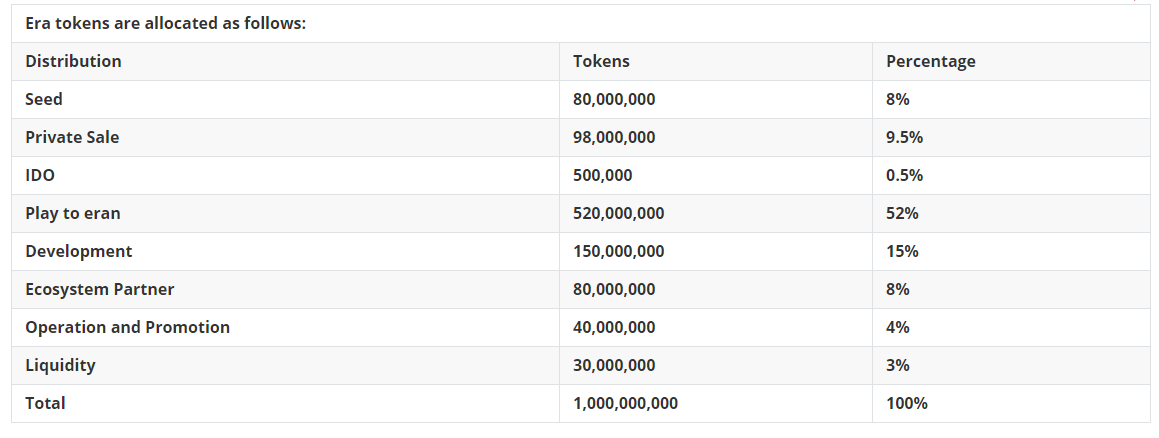 Era tokens are allocated as follows:
Distribution Tokens Percentage
Seed 80,000,000 8%
Private Sale 98,000,000 9.5%
IDO 500,000 0.5%
Play to eran 520,000,000 52%
Development 150,000,000 15%
Ecosystem Partner 80,000,000 8%
Operation and Promotion 40,000,000 4%
Liquidity 30,000,000 3%
Total 1,000,000,000 100%